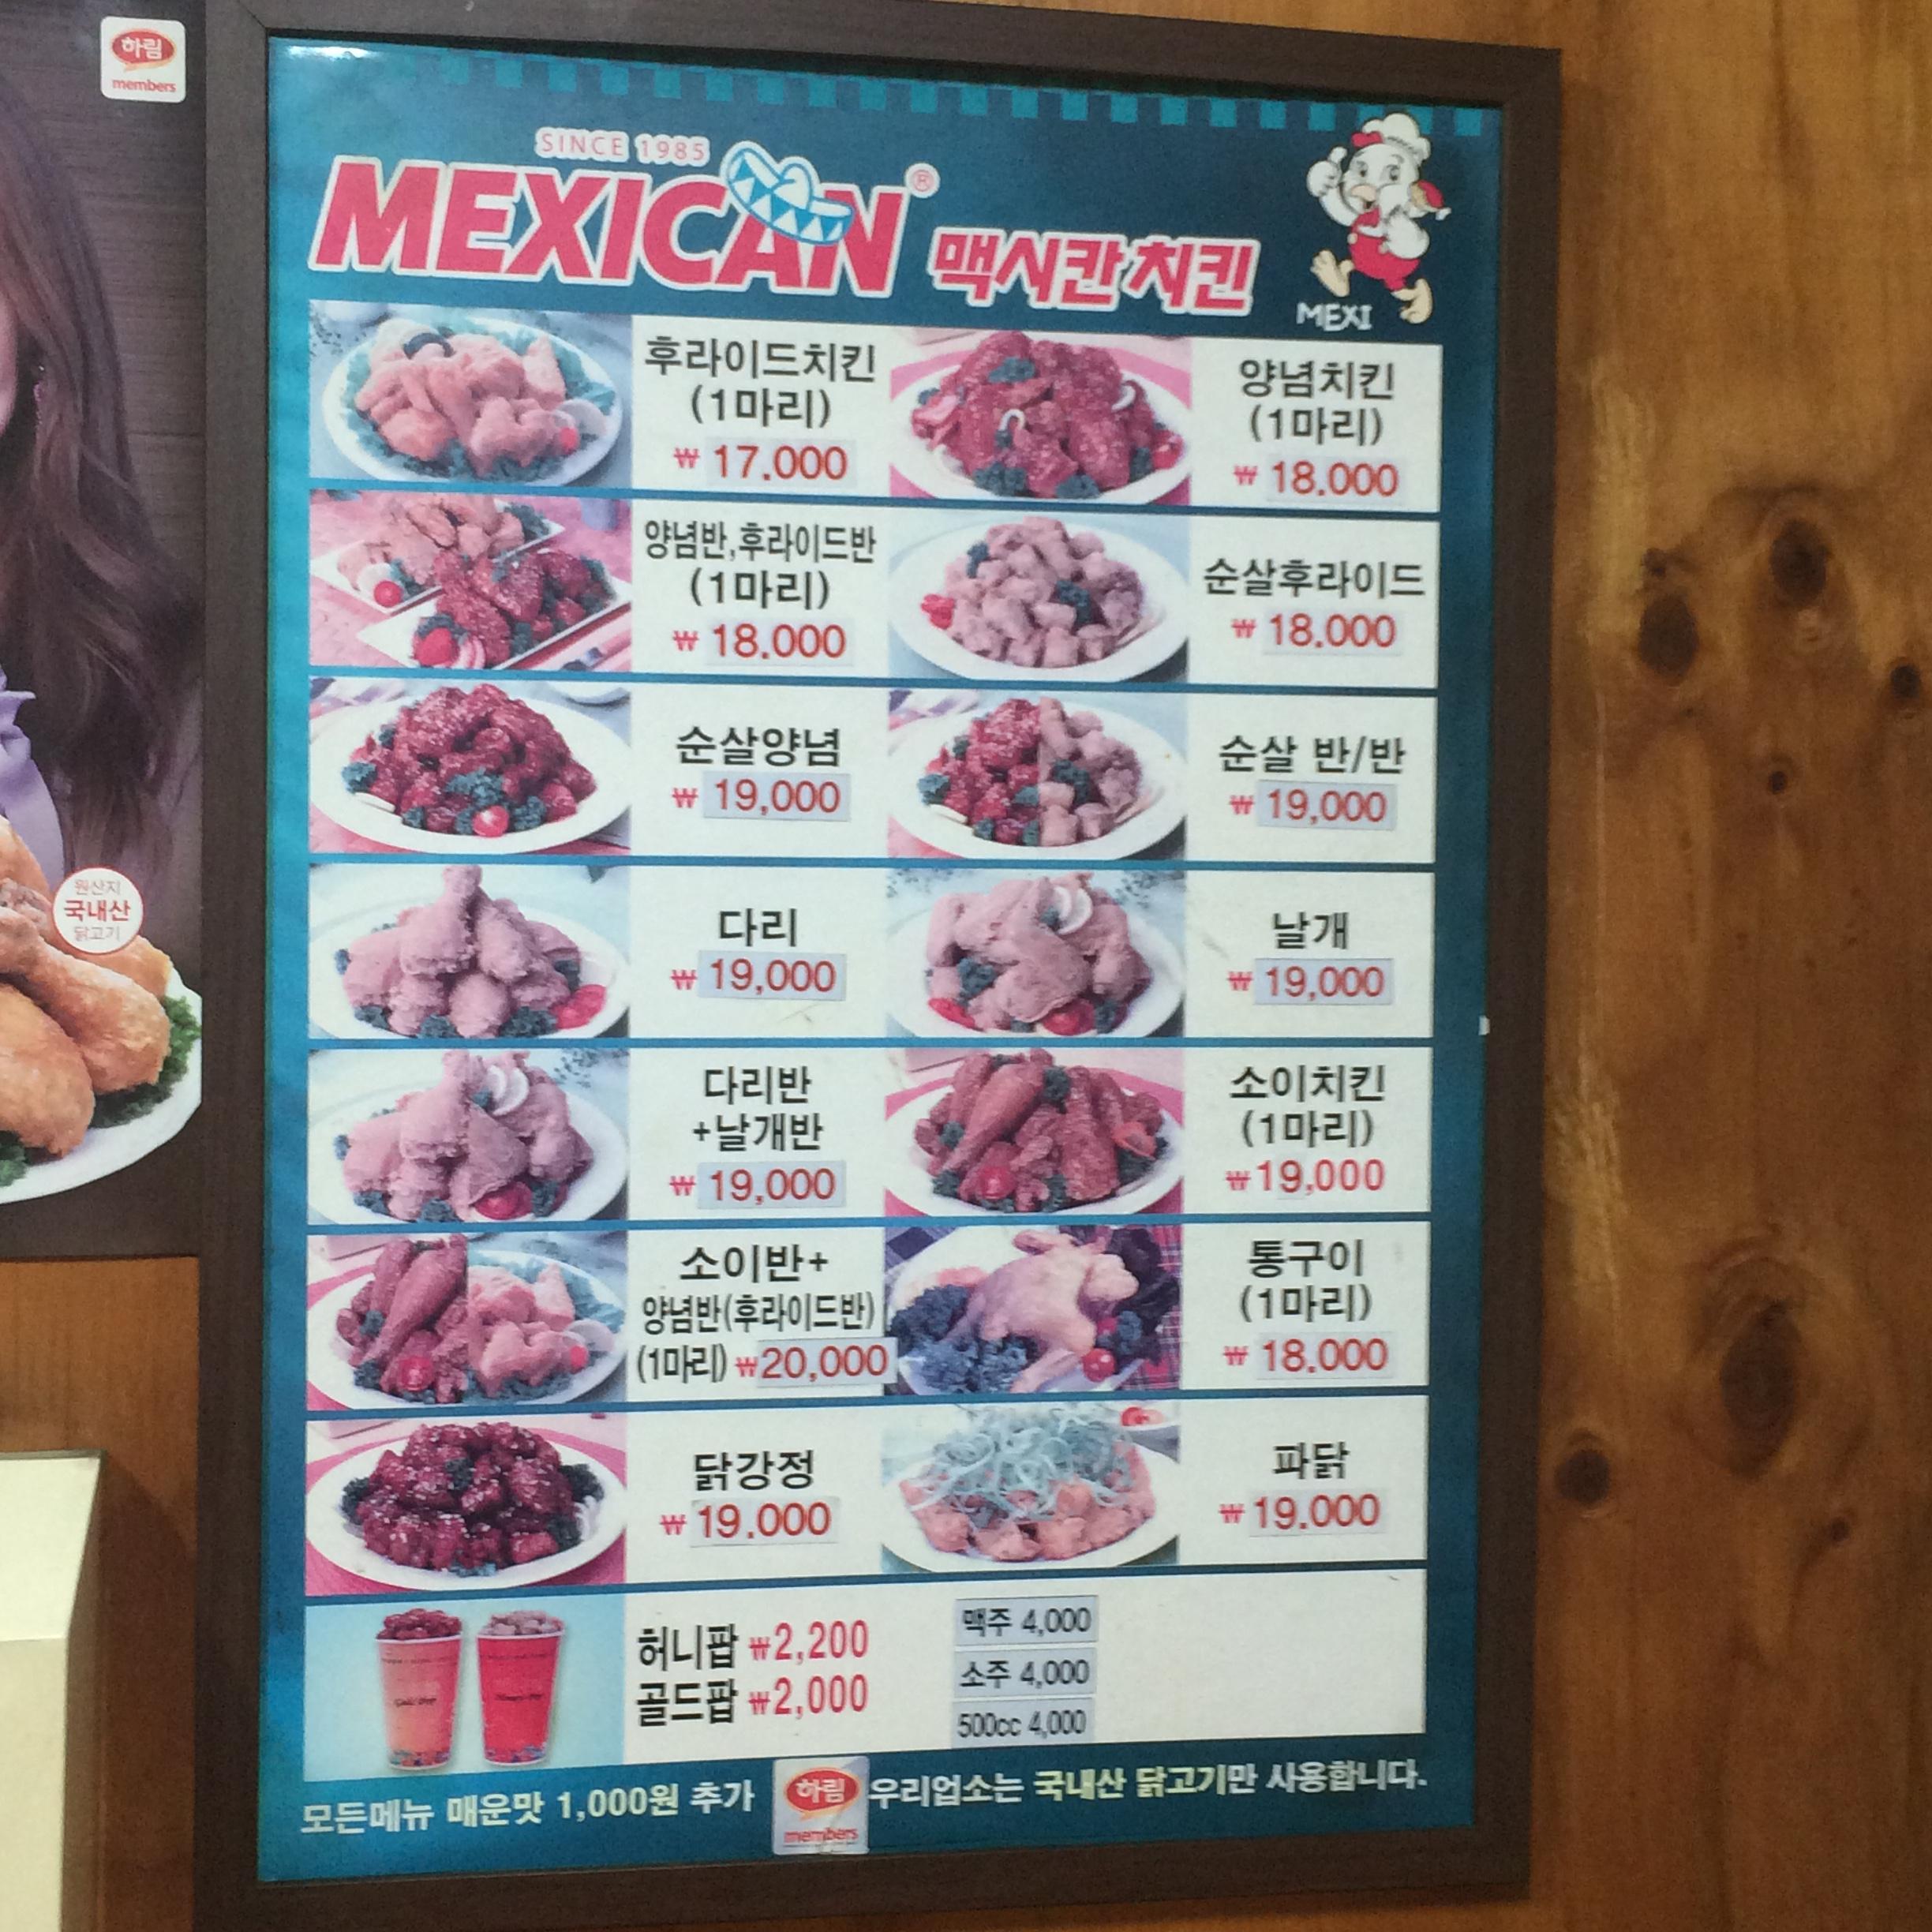 하림
members
SINCE 1985
MEXICAN®
맥시칸치킨
MEXI
후라이드치킨
(1마리)
₩ 17.000
양념치킨
(1마리)
₩ 18.000
양념반,후라이드반
(1마리)
₩ 18.000
순살후라이드
₩ 18.000
순살양념
₩ 19,000
순살 반/반
₩ 19,000
원산지
국내산
닭고기
다리
₩ 19,000
날개
₩ 19,000
다리반
+날개반
₩ 19,000
소이치킨
(1마리)
₩19,000
소이반+
양념반(후라이드반)
(1마리) ₩20,000
통구이
(1마리)
₩ 18.000
닭강정
₩ 19.000
파닭
₩ 19.000
허니팝 ₩2,200
골드팝 ₩2,000
맥주 4,000
소주 4,000
500cc 4,000
모든메뉴 매운맛 1,000원 추가
하림
members
우리업소는 국내산 닭고기만 사용합니다.